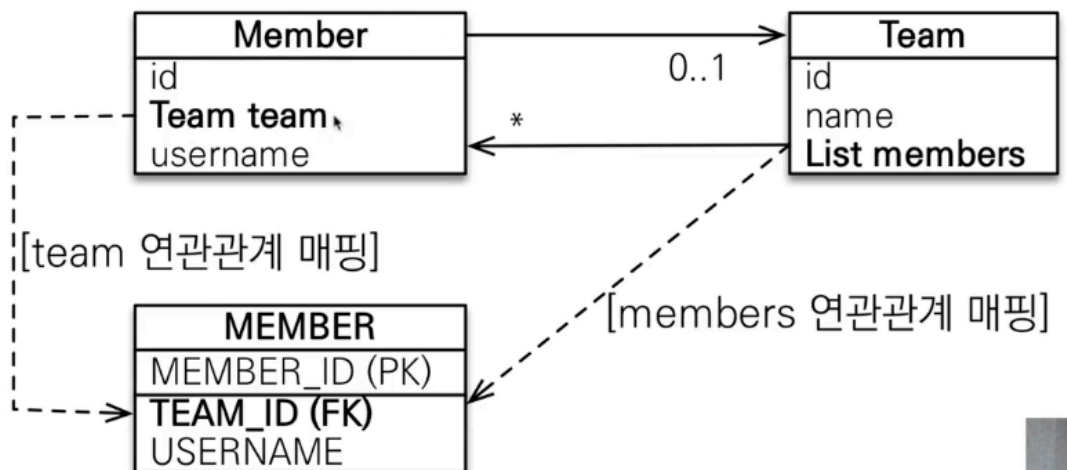 Member
id
Team team
username
0..1
*
Team
id
name
List members
[team 연관관계 매핑]
[members 연관관계 매핑]
MEMBER
MEMBER_ID (PK)
TEAM_ID (FK)
USERNAME